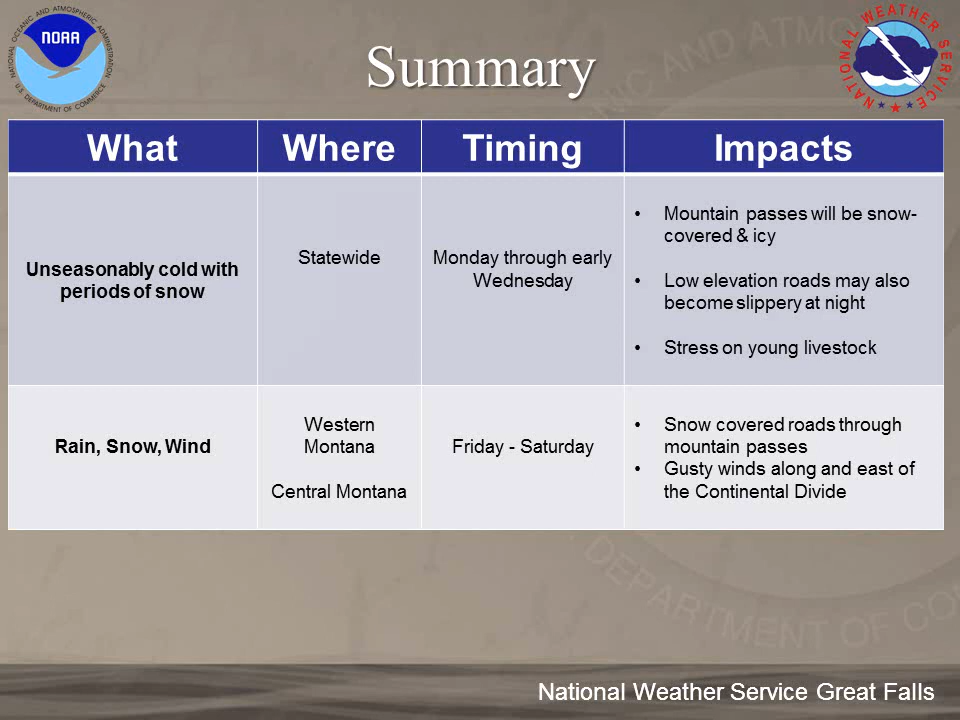 NATIONAL OCEANIC AND ATMOSPHERIC ADMINISTRATION
U.S. DEPARTMENT OF COMMERCE
NOAA
Summary
NATIONAL WEATHER SERVICE
What Where Timing Impacts
Unseasonably cold with
periods of snow
Statewide
Monday through early
Wednesday
• Mountain passes will be snow-
covered & icy
• Low elevation roads may also
become slippery at night
• Stress on young livestock
Rain, Snow, Wind
Western
Montana
Central Montana
Friday - Saturday
• Snow covered roads through
mountain passes
• Gusty winds along and east of
the Continental Divide
National Weather Service Great Falls